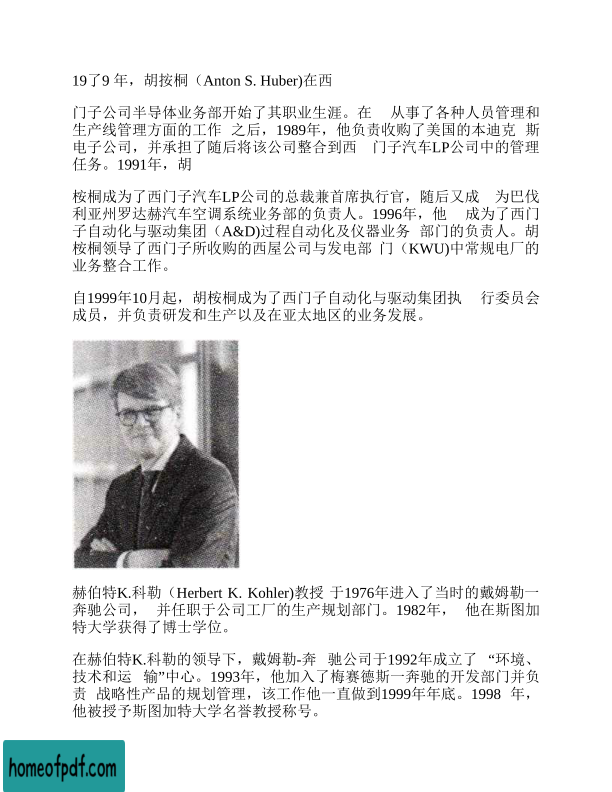 19了9 年，胡按桐（Anton S. Huber)在西
门子公司半导体业务部开始了其职业生涯。在 从事了各种人员管理和
生产线管理方面的工作 之后，1989年，他负责收购了美国的本迪克 斯
电子公司，并承担了随后将该公司整合到西 门子汽车LP公司中的管理
任务。1991年，胡
桉桐成为了西门子汽车LP公司的总裁兼首席执行官，随后又成 为巴伐
利亚州罗达赫汽车空调系统业务部的负责人。1996年，他 成为了西门
子自动化与驱动集团（A&D)过程自动化及仪器业务 部门的负责人。胡
桉桐领导了西门子所收购的西屋公司与发电部 门（KWU)中常规电厂的
业务整合工作。
自1999年10月起，胡桉桐成为了西门子自动化与驱动集团执 行委员会
成员，并负责研发和生产以及在亚太地区的业务发展。
赫伯特K.科勒（Herbert K. Kohler)教授 于1976年进入了当时的戴姆勒一
奔驰公司， 并任职于公司工厂的生产规划部门。1982年， 他在斯图加
特大学获得了博士学位。
在赫伯特K.科勒的领导下，戴姆勒-奔 驰公司于1992年成立了 “环境、
技术和运 输”中心。1993年，他加入了梅赛德斯一奔驰的开发部门并负
责 战略性产品的规划管理，该工作他一直做到1999年年底。1998 年，
他被授予斯图加特大学名誉教授称号。
homeofpdf.com